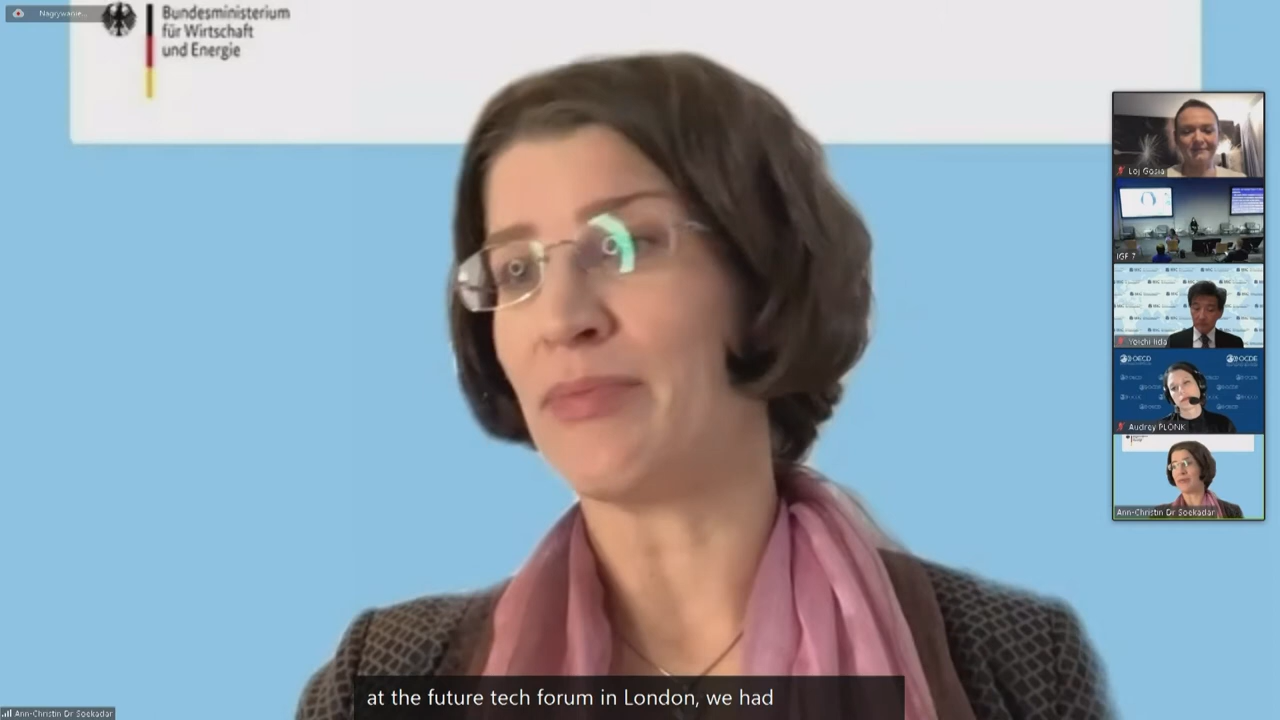 Nagrywanie...
Bundesministerium
für Wirtschaft
und Energie
Loj Gosia
IGF 7
Yoichi Iida
OECD
OCDE
Audrey PLONK
Ann-Christin Dr Soekadar
at the future tech forum in London, we had
Ann-Christin Dr Soekadar